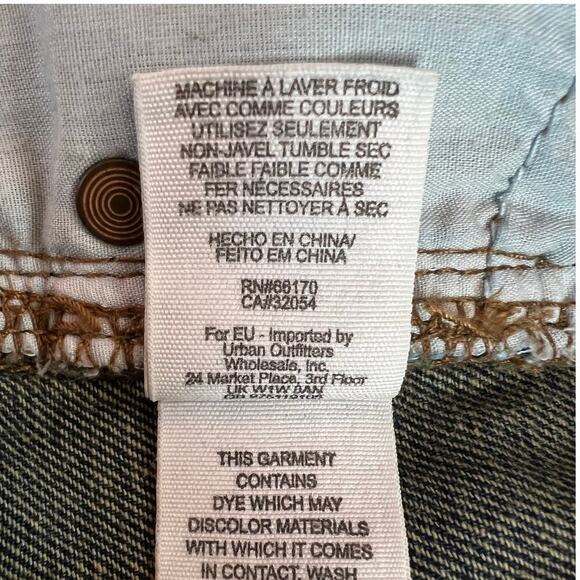 MACHINE À LAVER FROID
AVEC COMME COULEURS
UTILISEZ SEULEMENT
NON-JAVEL TUMBLE SEC
FAIBLE FAIBLE COMME
FER NÉCESSAIRES
NE PAS NETTOYER À SEC
HECHO EN CHINA/
FEITO EM CHINA
RN#66170
CA#32054
For EU - Imported by
Urban Outfitters
Wholesale, Inc.
24 Market Place, 3rd Floor
UK W1W 8AN
THIS GARMENT
CONTAINS
DYE WHICH MAY
DISCOLOR MATERIALS
WITH WHICH IT COMES
IN CONTACT. WASH